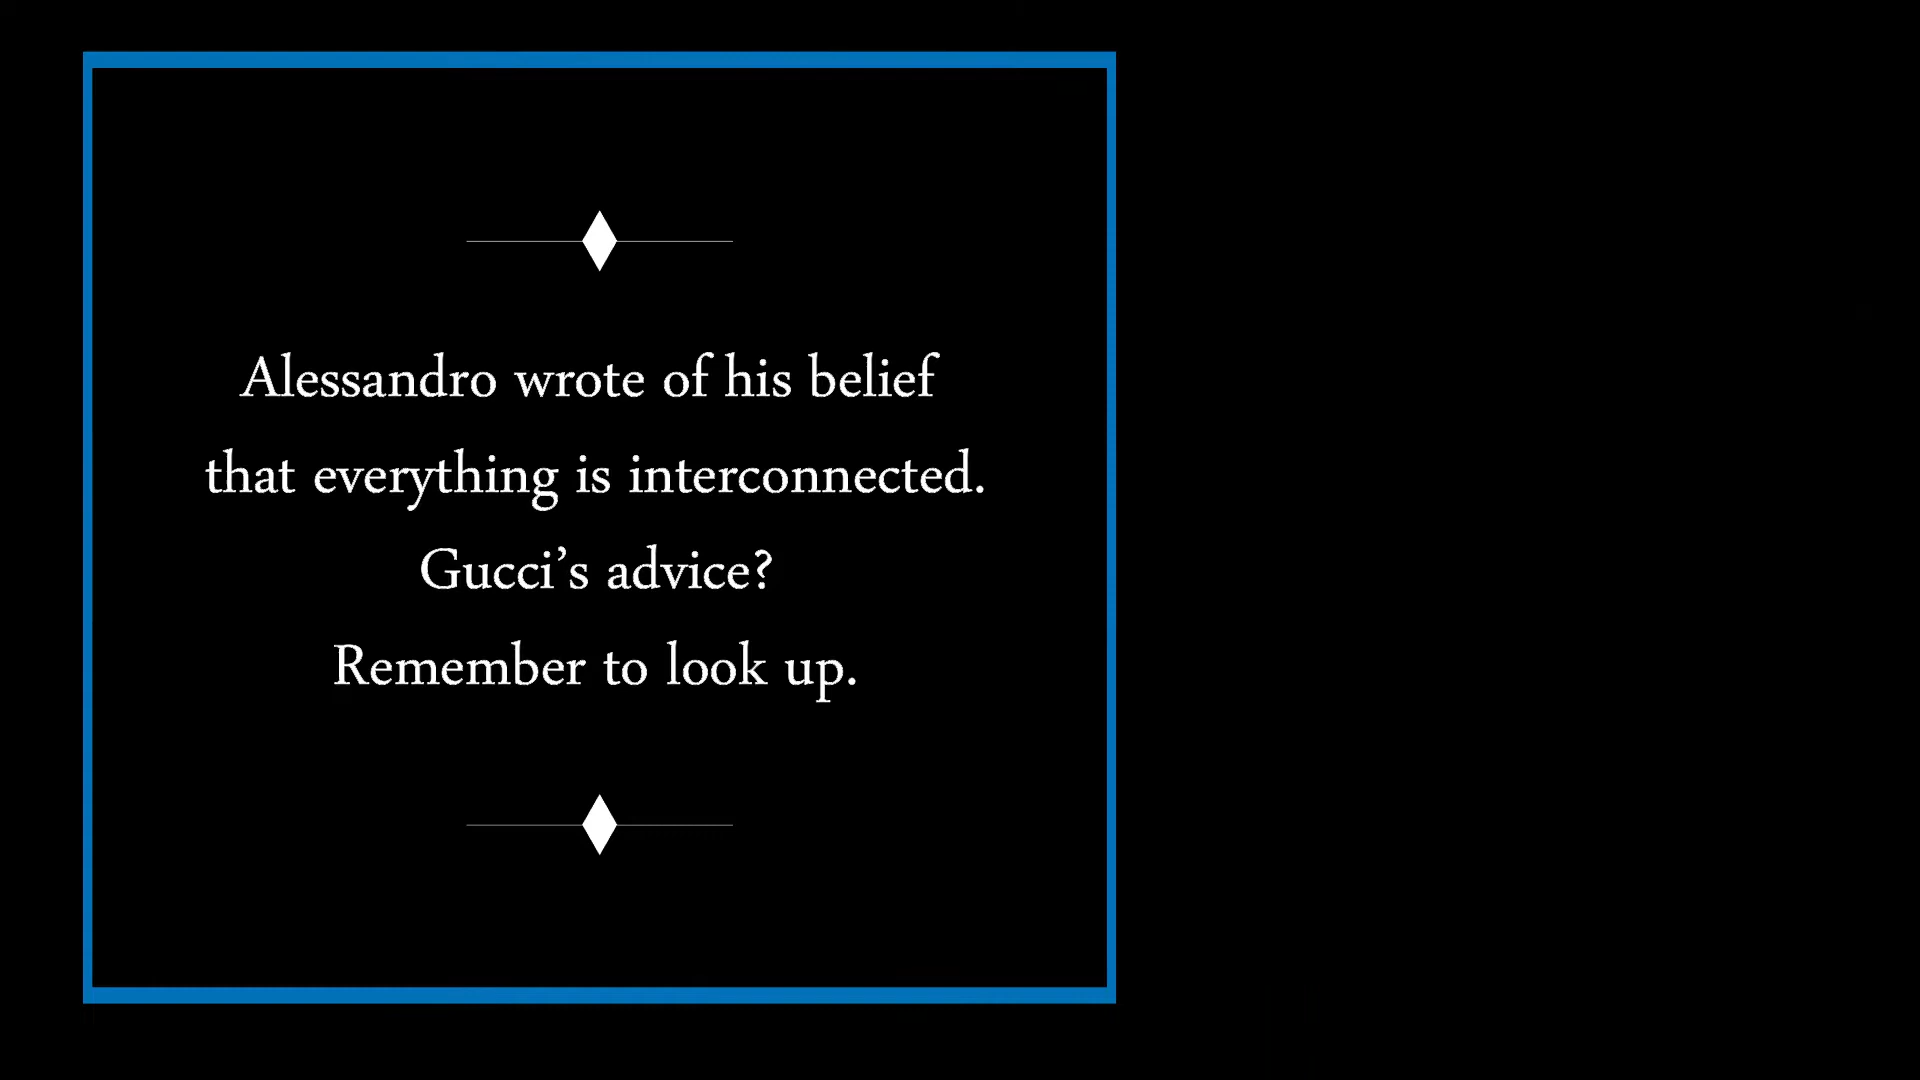 Alessandro wrote of his belief
that everything is interconnected.
Gucci’s advice?
Remember to look up.